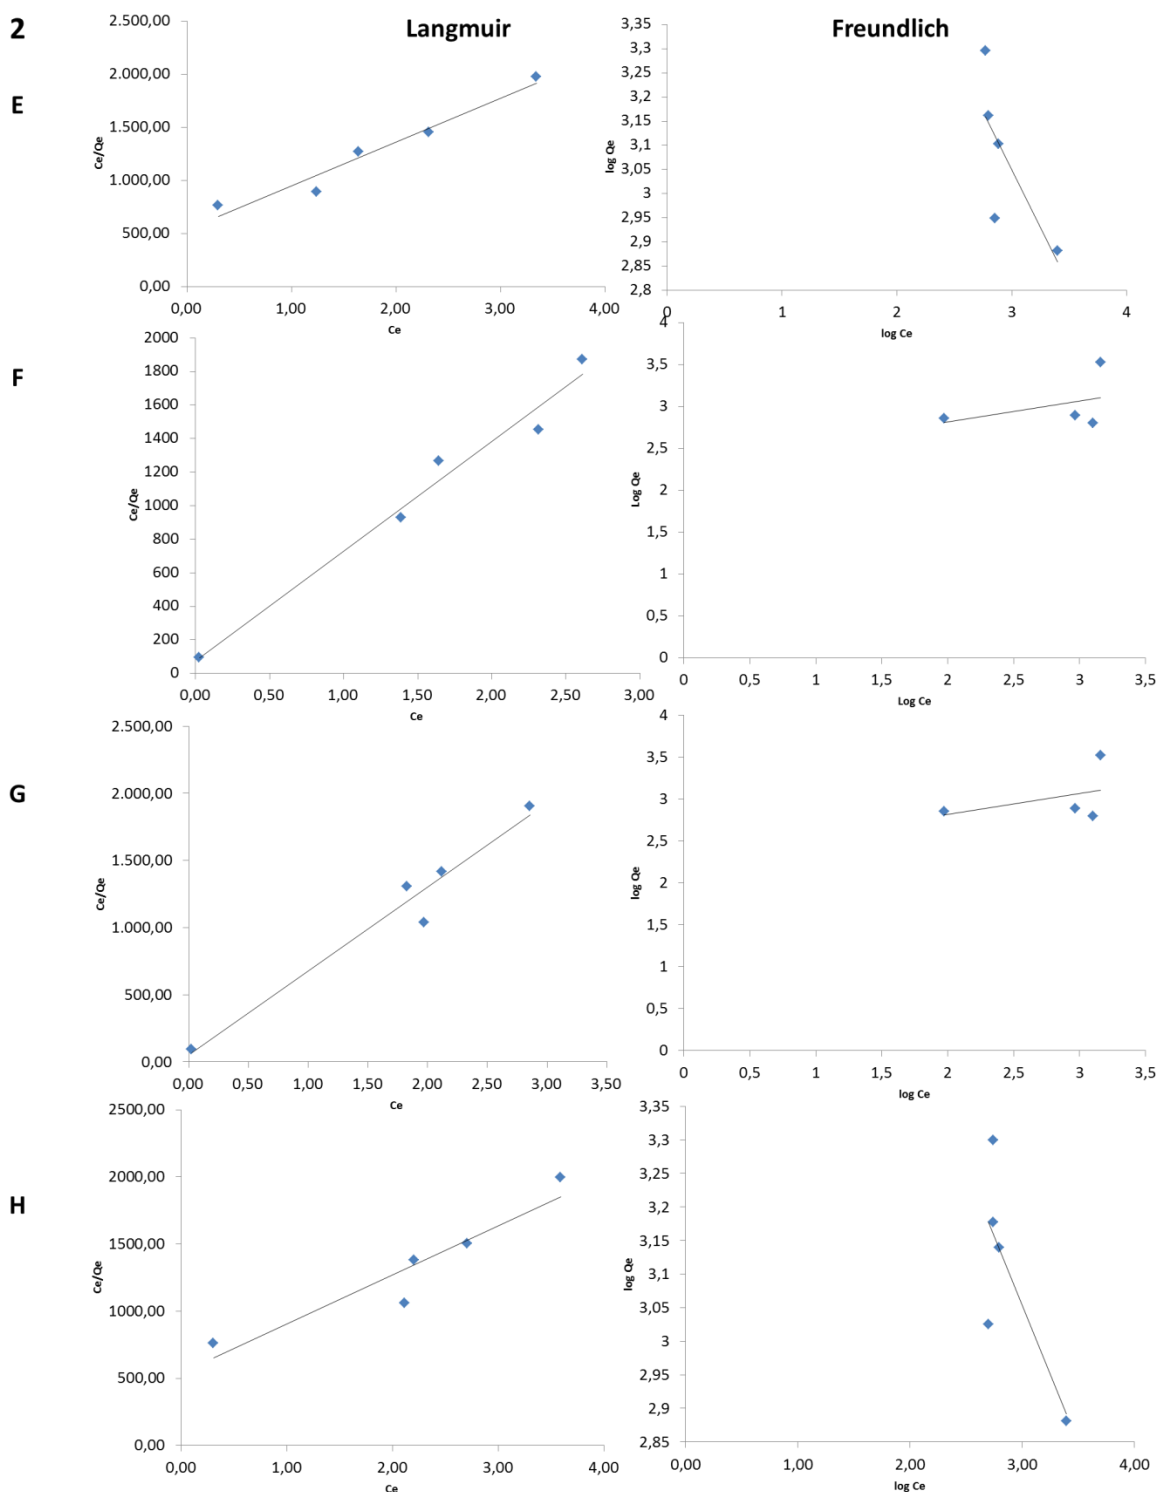 2
Langmuir
Freundlich
E
2.500,00
2.000,00
1.500,00
1.000,00
500,00
0,00
Ce/Qe
0,00 1,00 2,00 3,00 4,00
Ce
3,35
3,3
3,25
3,2
3,15
3,1
3,05
3
2,95
2,9
2,85
2,8
log Qe
0 1 2 3 4
log Ce
F
2000
1800
1600
1400
1200
1000
800
600
400
200
0
Ce/Qe
0,00 0,50 1,00 1,50 2,00 2,50 3,00
Ce
4
3,5
3
2,5
2
1,5
1
0,5
0
Log Qe
0 0,5 1 1,5 2 2,5 3 3,5
Log Ce
G
2.500,00
2.000,00
1.500,00
1.000,00
500,00
0,00
Ce/Qe
0,00 0,50 1,00 1,50 2,00 2,50 3,00 3,50
Ce
4
3,5
3
2,5
2
1,5
1
0,5
0
log Qe
0 0,5 1 1,5 2 2,5 3 3,5
log Ce
H
2500,00
2000,00
1500,00
1000,00
500,00
0,00
Ce/Qe
0,00 1,00 2,00 3,00 4,00
Ce
3,35
3,3
3,2
3,15
3,1
3,05
3
2,95
2,9
2,85
log Qe
0,00 1,00 2,00 3,00 4,00
log Ce